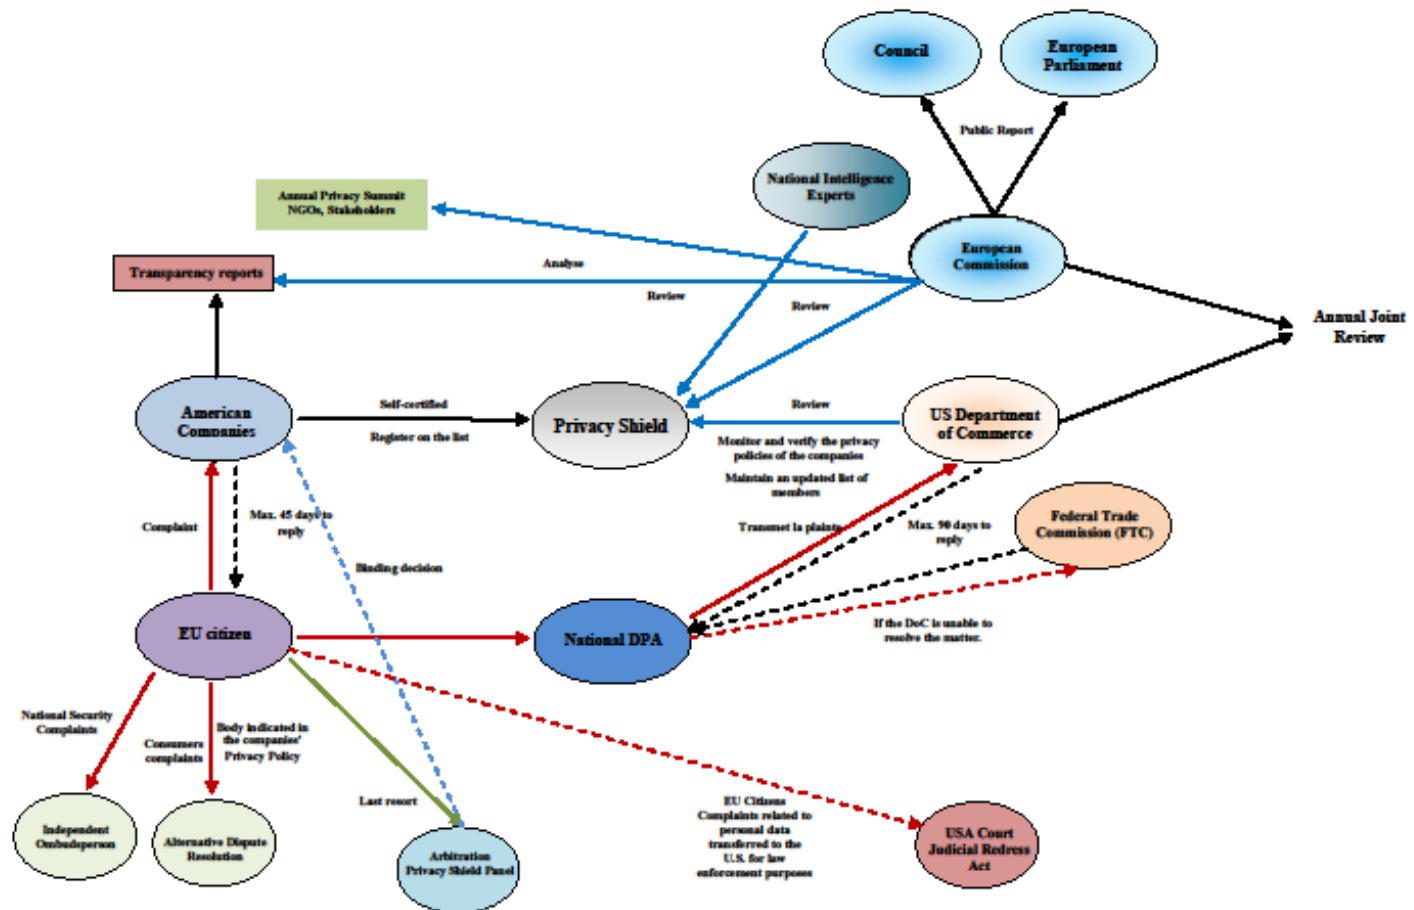 Council
European
Parliament
Public Report
National Intelligence
Experts
Annual Privacy Summit
NGOs, Stakeholders
European
Commission
Transparency reports
Analyse
Review
Review
Annual Joint
Review
American
Companies
Self-certified
Register on the list
Privacy Shield
Review
US Department
of Commerce
Monitor and verify the privacy
policies of the companies
Maintain an updated list of
members
Complaint
Max. 45 days to
reply
Transmet la plainte
Max. 90 days to
reply
Federal Trade
Commission (FTC)
Binding decision
EU citizen
National DPA
If the DoC is unable to
resolve the matter.
National Security
Complaints
Consumers
complaints
Body indicated in
the companies'
Privacy Policy
Last resort
EU Citizens
Complaints related to
personal data
transferred to the
U.S. for law
enforcement purposes
Independent
Ombudsperson
Alternative Dispute
Resolution
Arbitration
Privacy Shield Panel
USA Court
Judicial Redress
Act